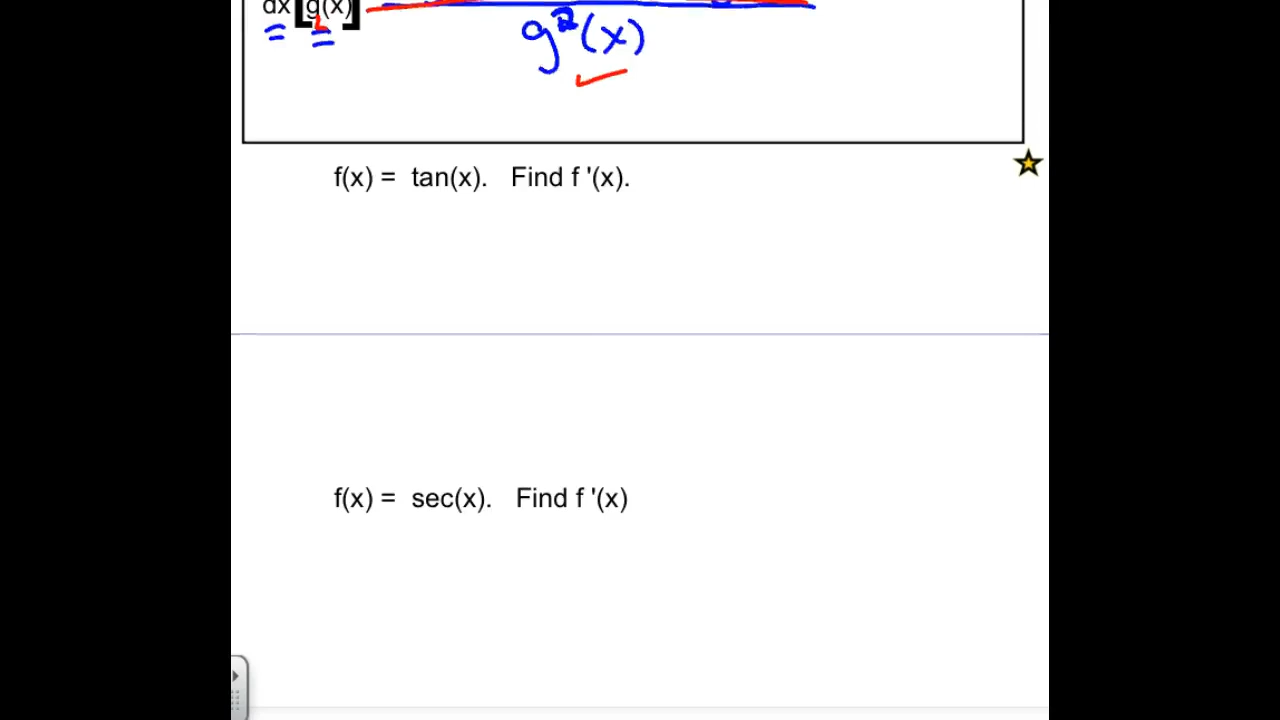 dx [g(x)]
g²(x)
f(x) = tan(x). Find f '(x).
f(x) = sec(x). Find f '(x)